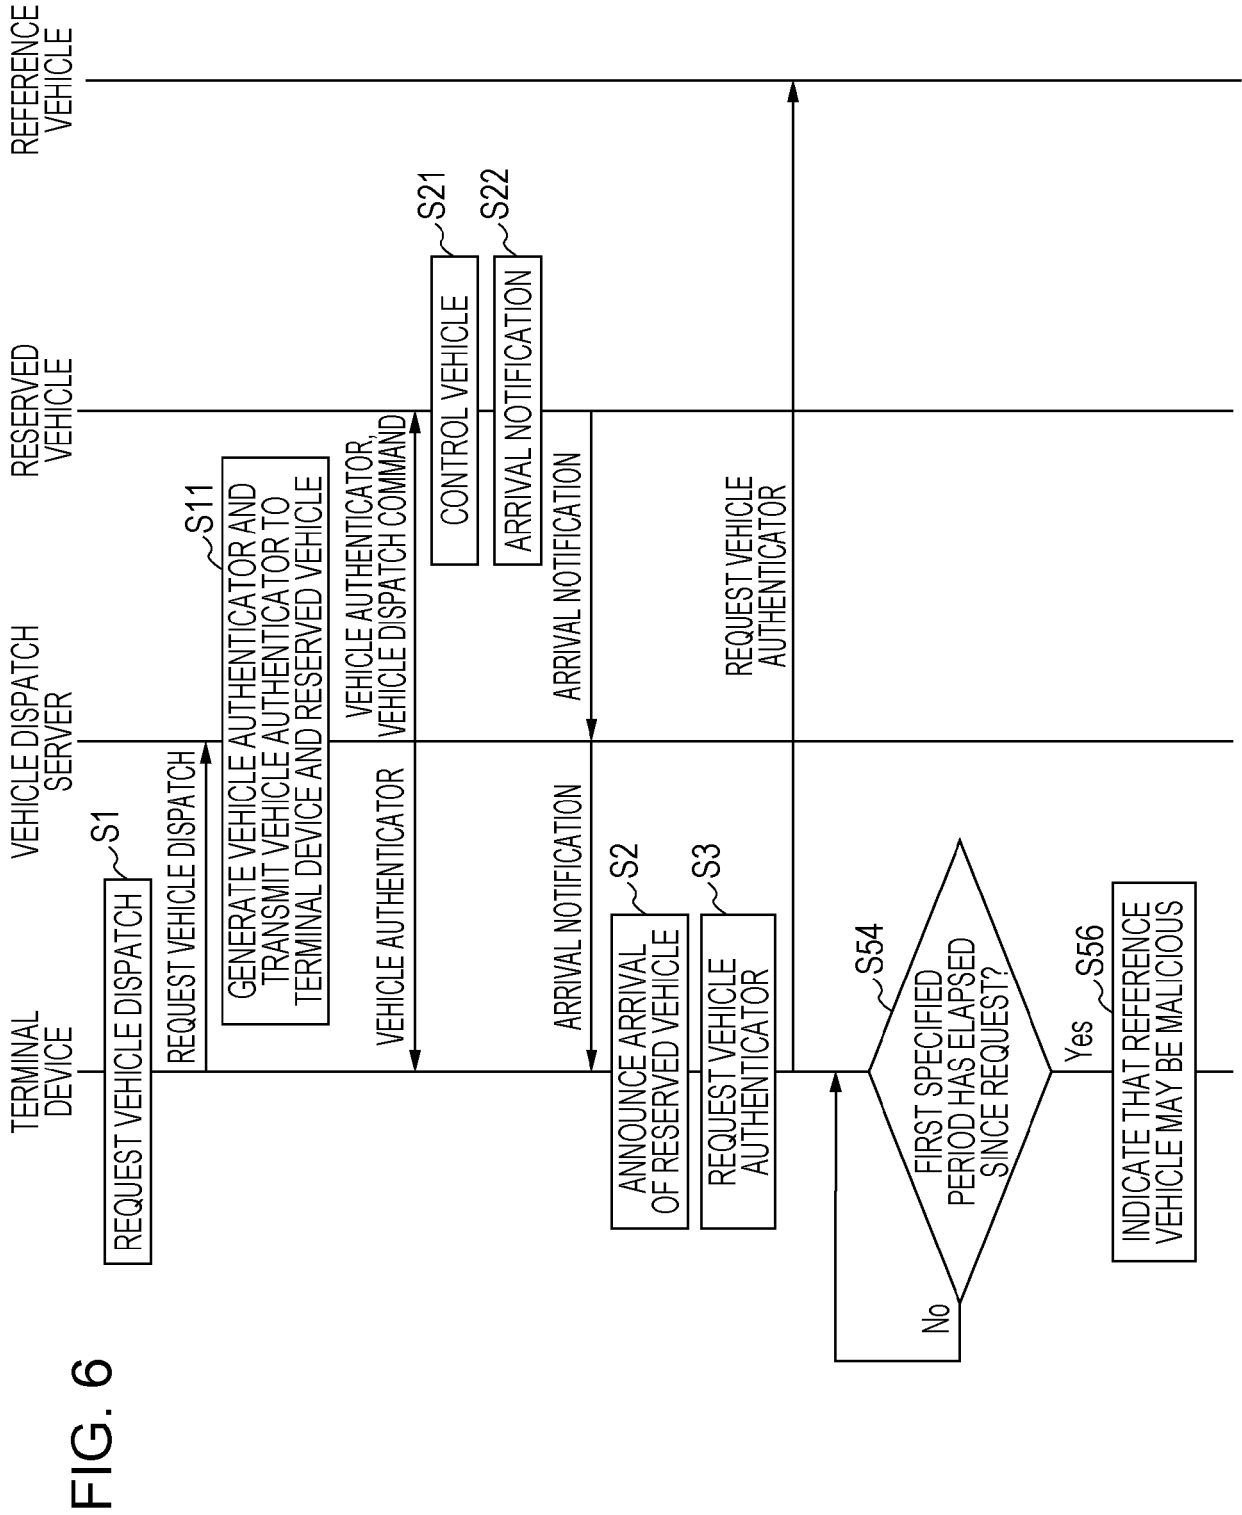 FIG. 6
TERMINAL
DEVICE
VEHICLE DISPATCH
SERVER
RESERVED
VEHICLE
REFERENCE
VEHICLE
S1
REQUEST VEHICLE DISPATCH
REQUEST VEHICLE DISPATCH
S11
GENERATE VEHICLE AUTHENTICATOR AND
TRANSMIT VEHICLE AUTHENTICATOR TO
TERMINAL DEVICE AND RESERVED VEHICLE
VEHICLE AUTHENTICATOR
VEHICLE AUTHENTICATOR,
VEHICLE DISPATCH COMMAND
S21
CONTROL VEHICLE
S22
ARRIVAL NOTIFICATION
ARRIVAL NOTIFICATION
ARRIVAL NOTIFICATION
S2
ANNOUNCE ARRIVAL
OF RESERVED VEHICLE
S3
REQUEST VEHICLE
AUTHENTICATOR
REQUEST VEHICLE
AUTHENTICATOR
S54
FIRST SPECIFIED
PERIOD HAS ELAPSED
SINCE REQUEST?
No
Yes
S56
INDICATE THAT REFERENCE
VEHICLE MAY BE MALICIOUS